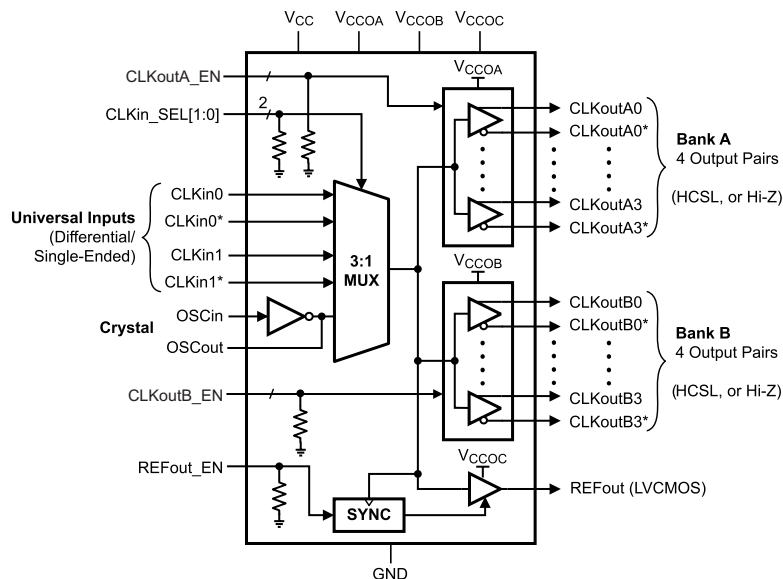 VCC VCCOA VCCOB VCCOC
CLKoutA_EN
VCCOA
CLKin_SEL[1:0]
2
CLKoutA0
CLKoutA0*
Bank A
4 Output Pairs
(HCSL, or Hi-Z)
CLKoutA3
CLKoutA3*
Universal Inputs
(Differential/
Single-Ended)
CLKin0
CLKin0*
CLKin1
CLKin1*
3:1
MUX
VCCOB
Crystal
OSCin
OSCout
CLKoutB0
CLKoutB0*
Bank B
4 Output Pairs
(HCSL, or Hi-Z)
CLKoutB3
CLKoutB3*
CLKoutB_EN
VCCOC
REFout_EN
REFout (LVCMOS)
SYNC
GND